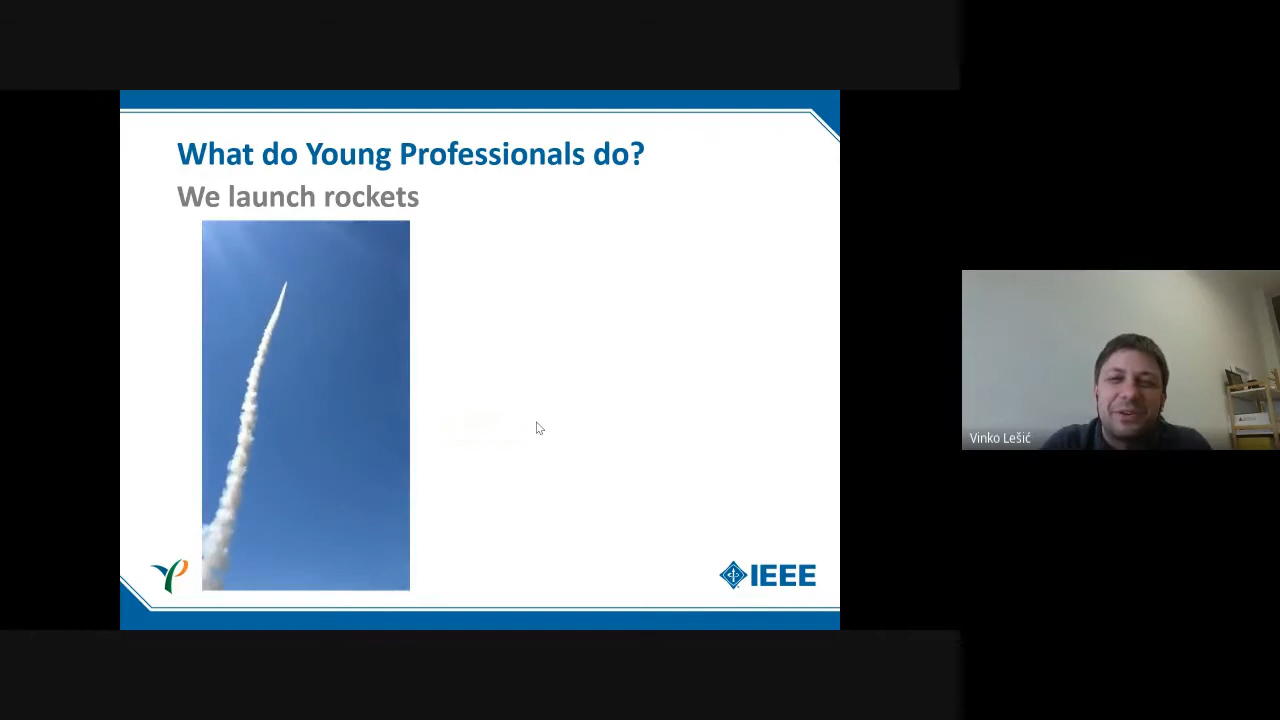 What do Young Professionals do?
We launch rockets
IEEE
Vinko Lešić